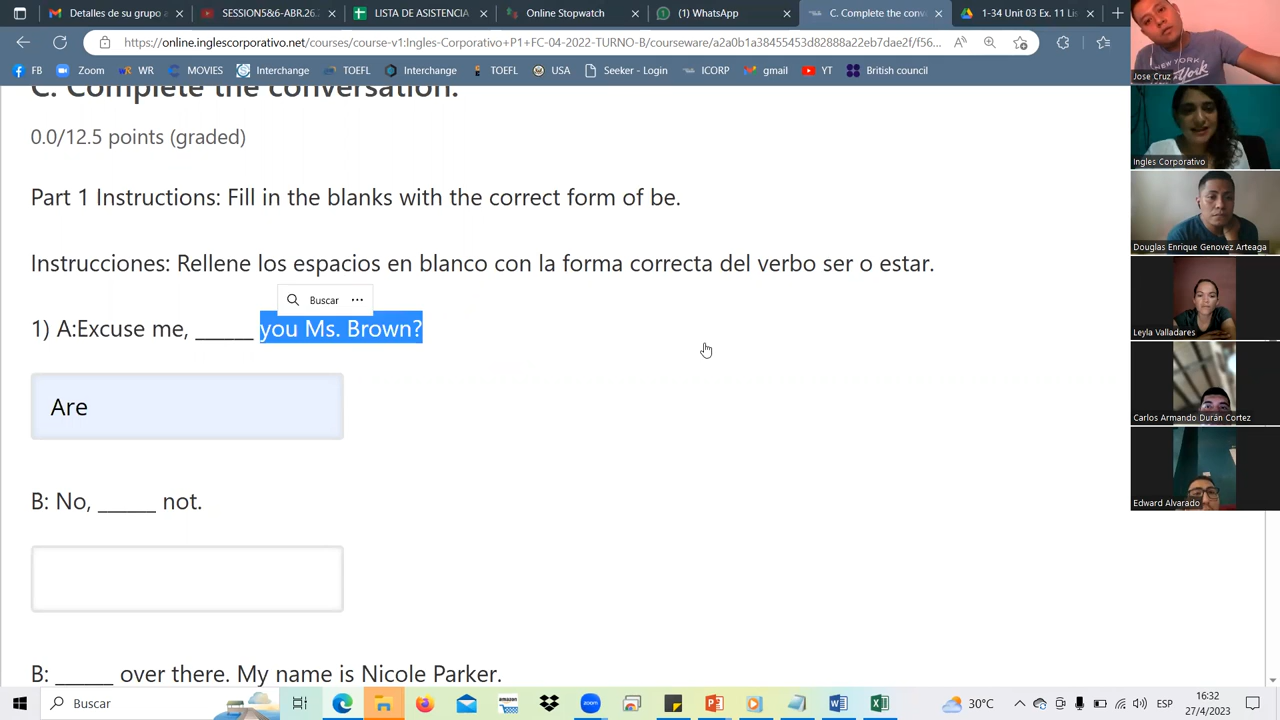 Detalles de su grupo a
SESSION5&6-ABR.26.
LISTA DE ASISTENCIA
Online Stopwatch
(1) WhatsApp
C. Complete the conv
1-34 Unit 03 Ex. 11 Lis
https://online.inglescorporativo.net/courses/course-v1:Ingles-Corporativo+P1+FC-04-2022-TURNO-B/courseware/a2a0b1a38455453d82888a22eb7dae2f/f56...
FB
Zoom
WR
MOVIES
Interchange
TOEFL
Interchange
TOEFL
USA
Seeker - Login
ICORP
gmail
YT
British council
C. Complete the conversation.
0.0/12.5 points (graded)
Part 1 Instructions: Fill in the blanks with the correct form of be.
Instrucciones: Rellene los espacios en blanco con la forma correcta del verbo ser o estar.
Buscar
1) A:Excuse me, ______ you Ms. Brown?
Are
B: No, ______ not.
B: ______ over there. My name is Nicole Parker.
NEW YORK
Jose Cruz
Ingles Corporativo
Douglas Enrique Genovez Arteaga
Leyla Valladares
Carlos Armando Durán Cortez
Edward Alvarado
Buscar
amazon
zoom
30°C
ESP
16:32
27/4/2023